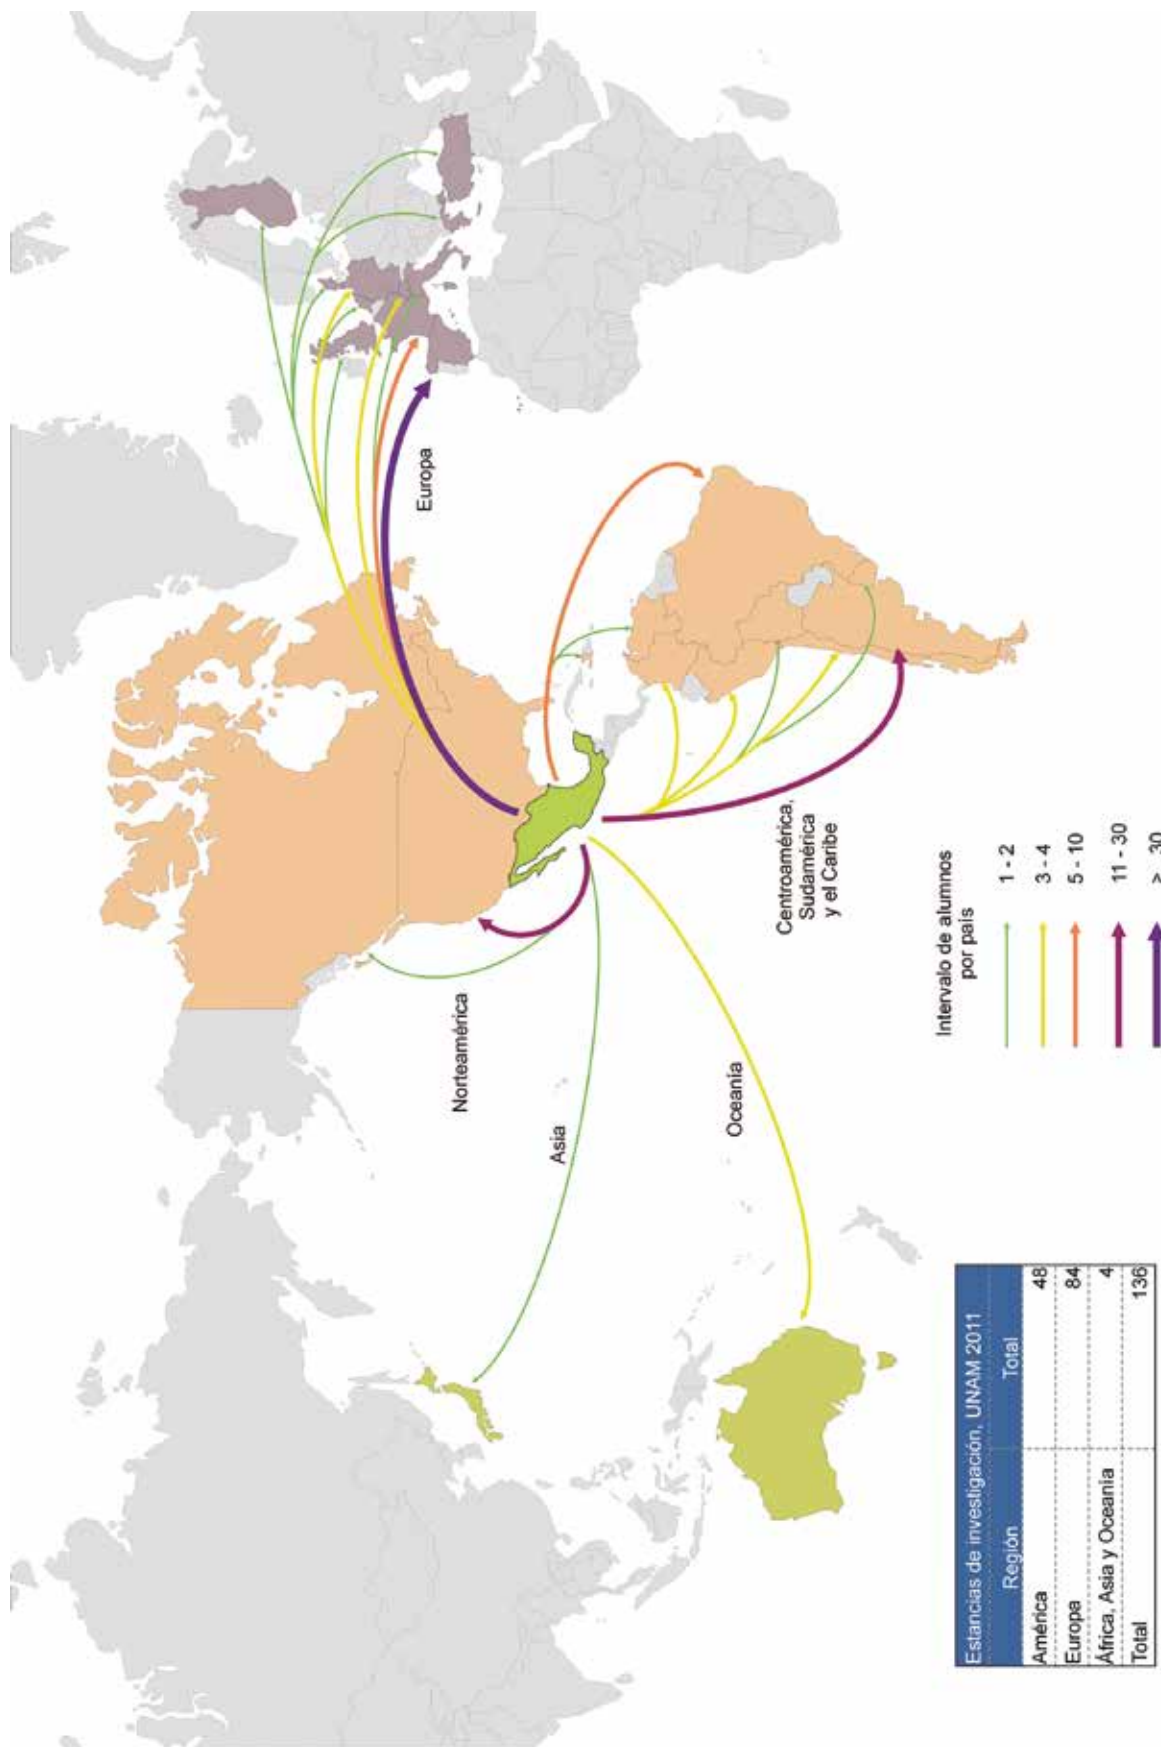 Europa
Norteamérica
Asia
Oceanía
Centroamérica,
Sudamérica
y el Caribe
Estancias de investigación, UNAM 2011
Región Total
América 48
Europa 84
África, Asia y Oceanía 4
Total 136
Intervalo de alumnos
por país
1 - 2
3 - 4
5 - 10
11 - 30
> 30